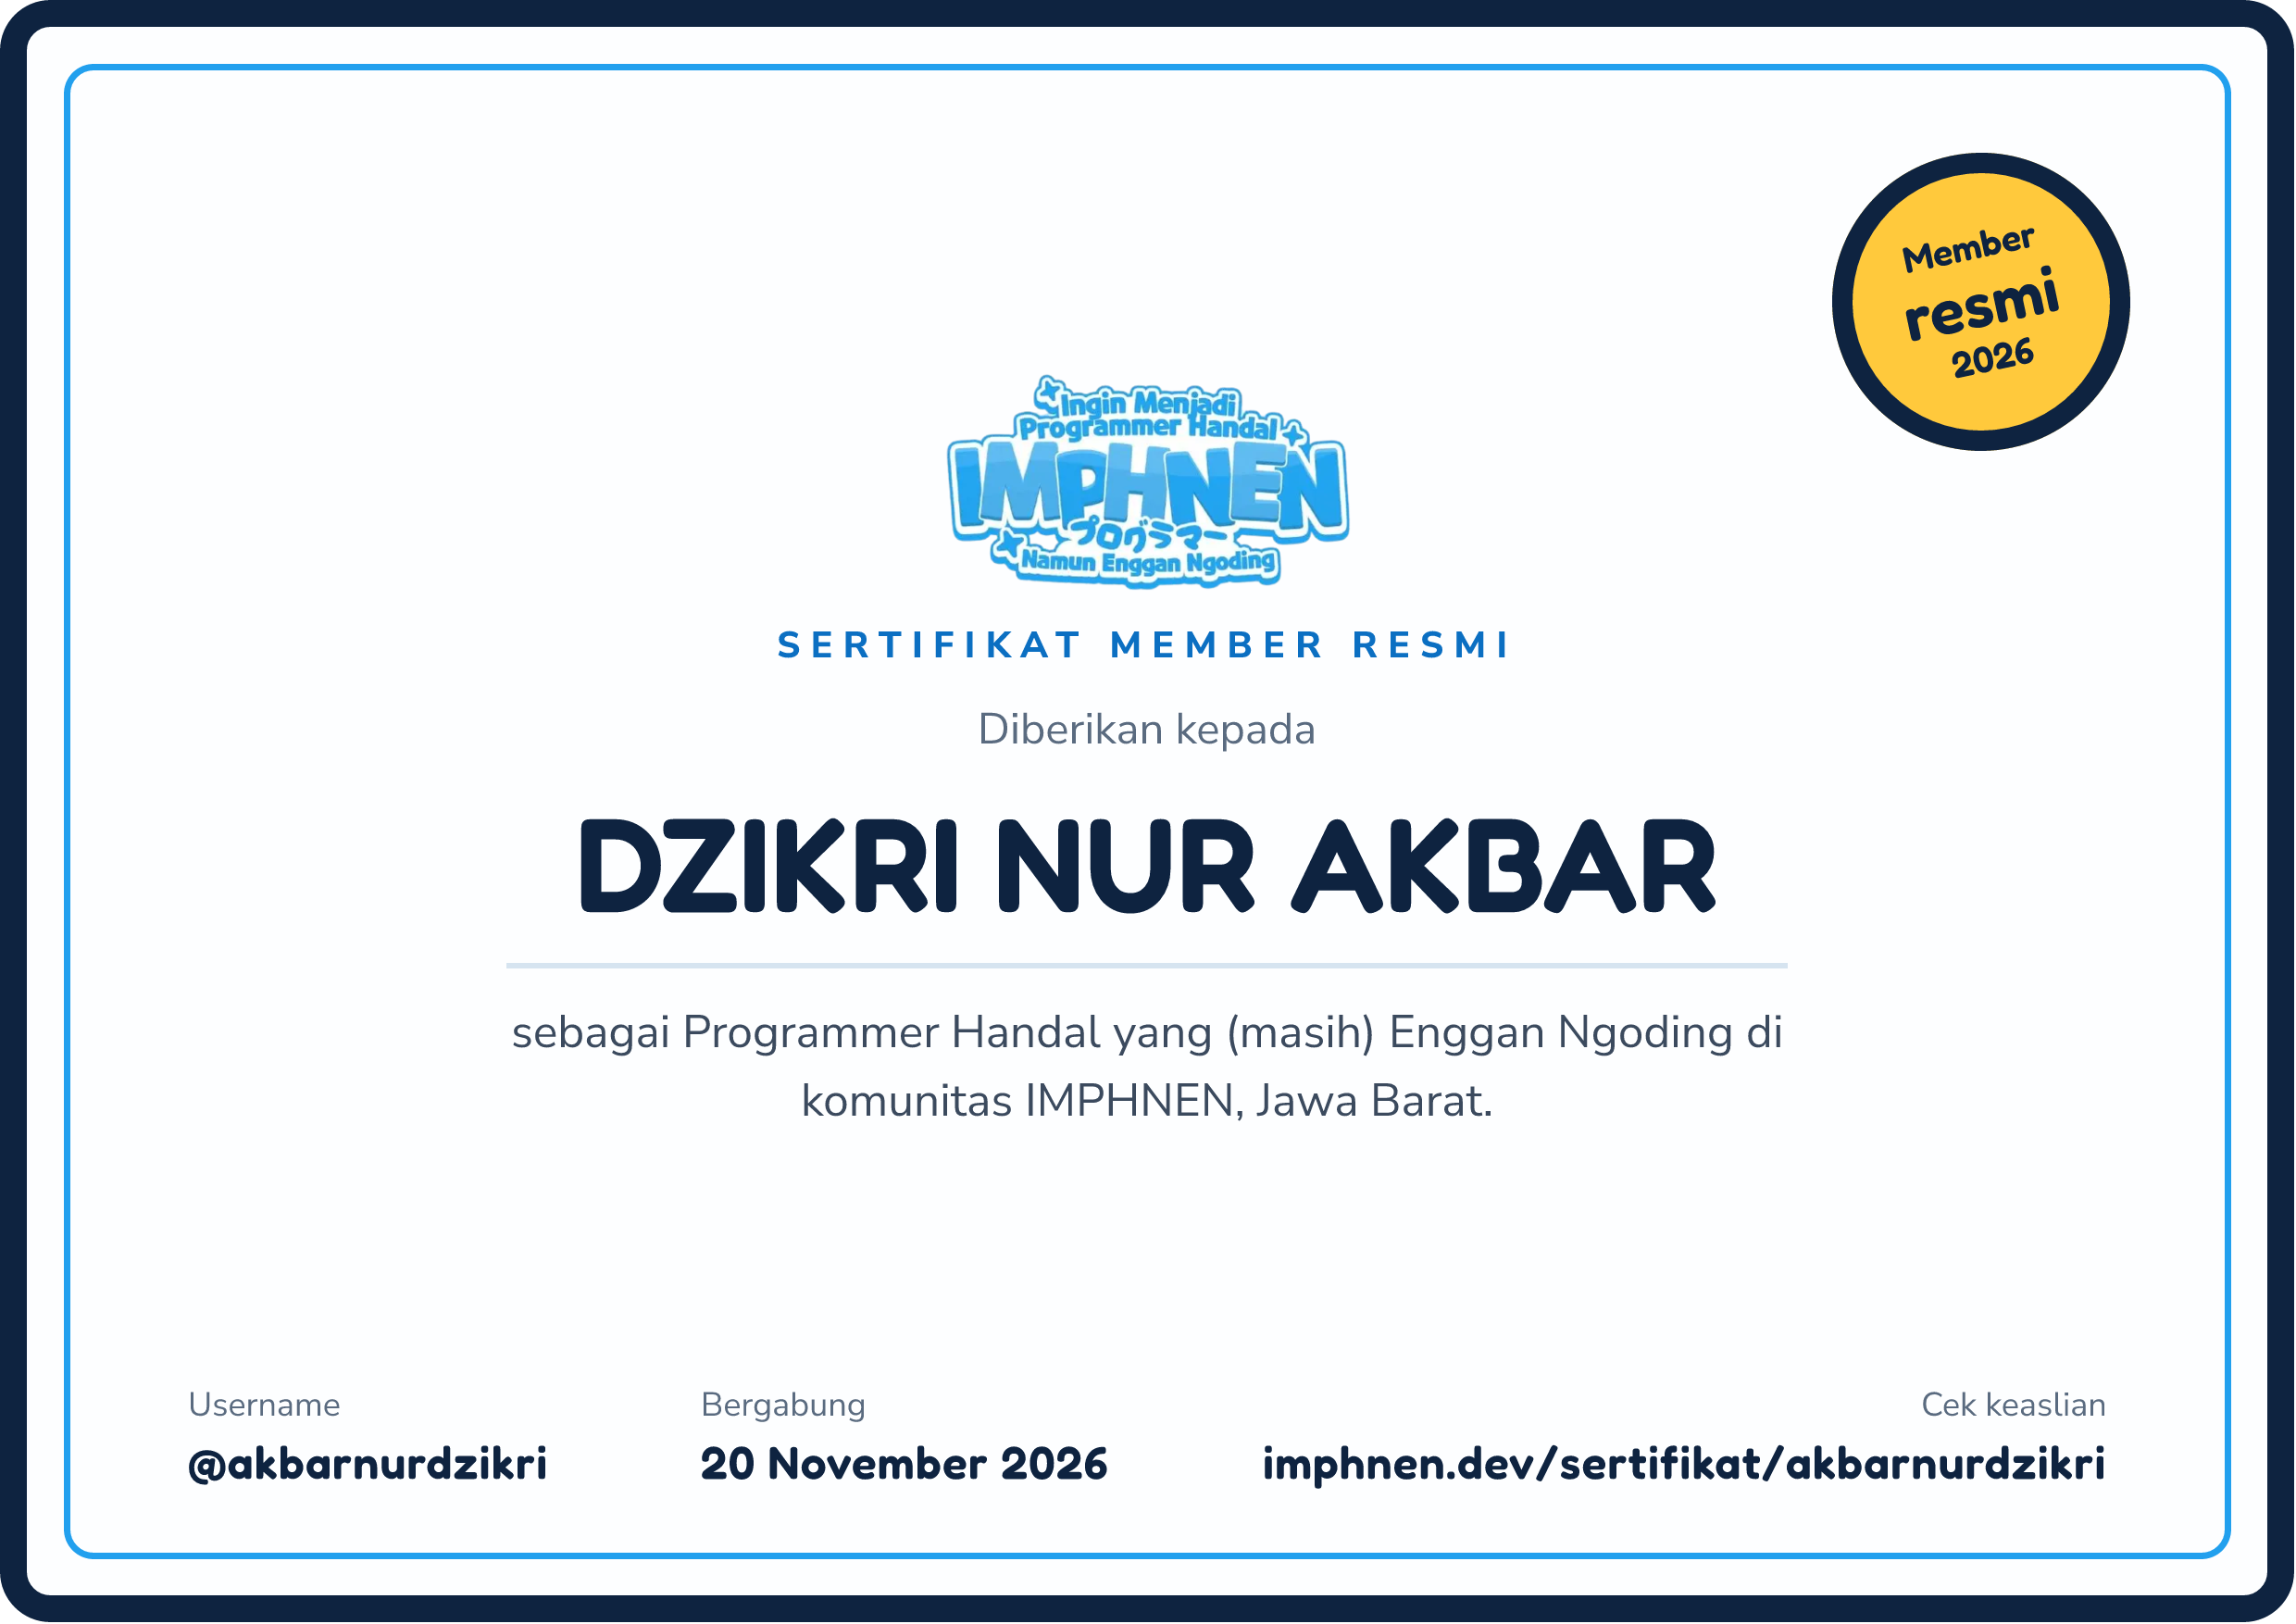 Member
resmi
2026
Ingin Menjadi
Programmer Handal
IMPHNEN
プログラマー
Namun Enggan Ngoding
SERTIFIKAT MEMBER RESMI
Diberikan kepada
DZIKRI NUR AKBAR
sebagai Programmer Handal yang (masih) Enggan Ngoding di
komunitas IMPHNEN, Jawa Barat.
Username
@akbarnurdzikri
Bergabung
20 November 2026
Cek keaslian
imphnen.dev/sertifikat/akbarnurdzikri